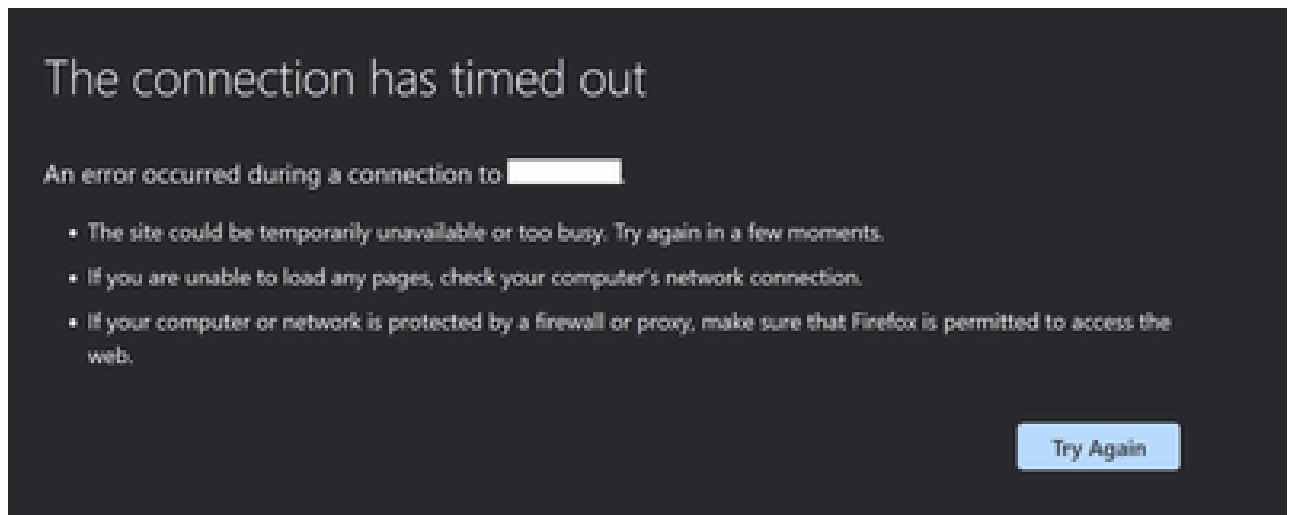 The connection has timed out
An error occurred during a connection to .
• The site could be temporarily unavailable or too busy. Try again in a few moments.
• If you are unable to load any pages, check your computer's network connection.
• If your computer or network is protected by a firewall or proxy, make sure that Firefox is permitted to access the
web.
Try Again